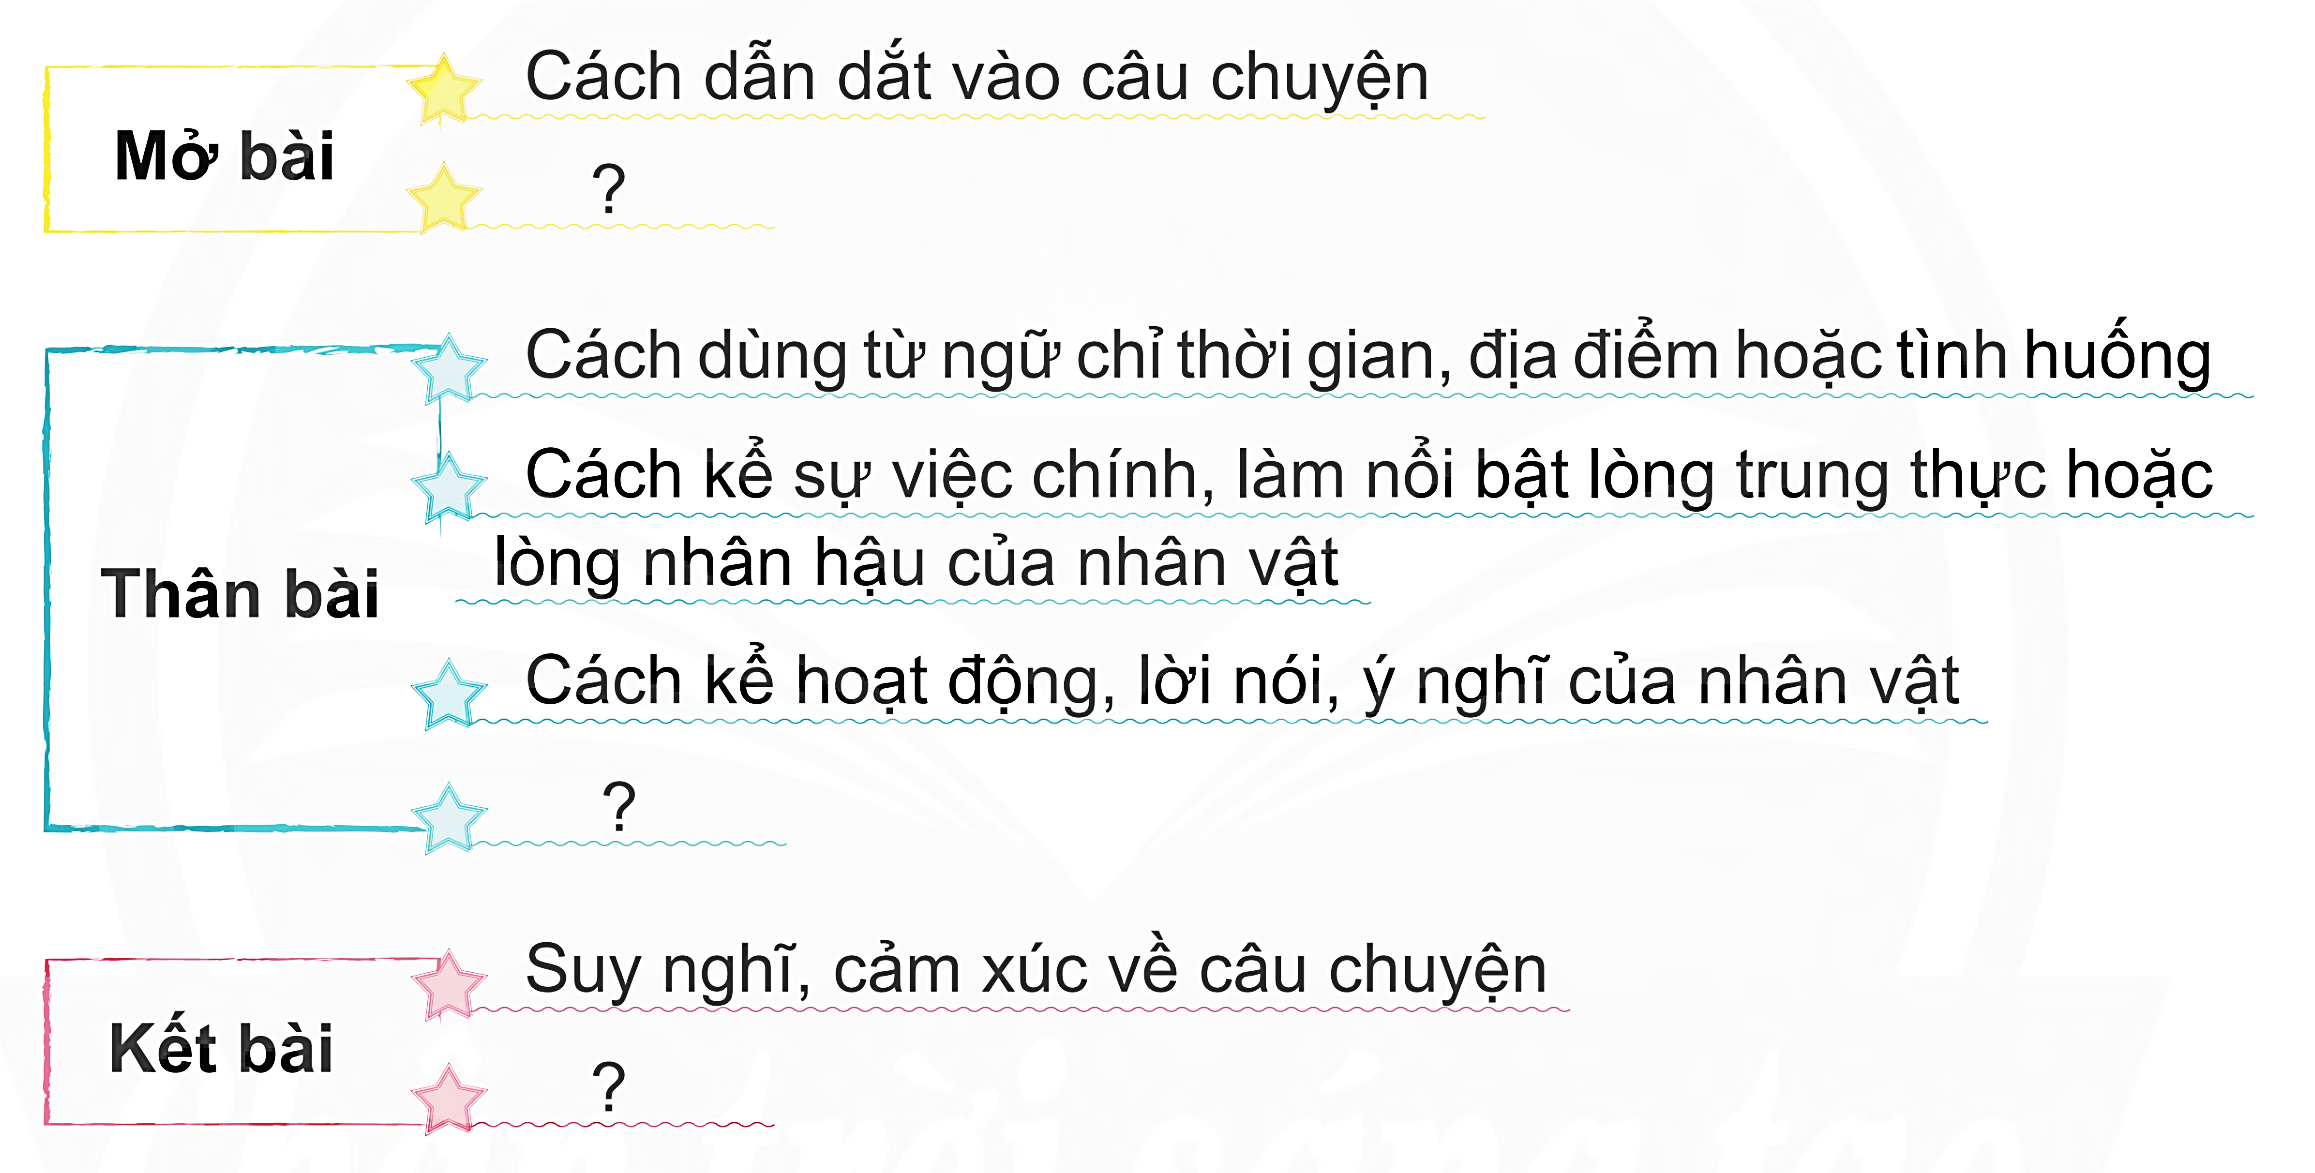 Cách dẫn dắt vào câu chuyện
Mở bài
?
Cách dùng từ ngữ chỉ thời gian, địa điểm hoặc tình huống
Cách kể sự việc chính, làm nổi bật lòng trung thực hoặc
lòng nhân hậu của nhân vật
Thân bài
Cách kể hoạt động, lời nói, ý nghĩ của nhân vật
?
Suy nghĩ, cảm xúc về câu chuyện
Kết bài
?